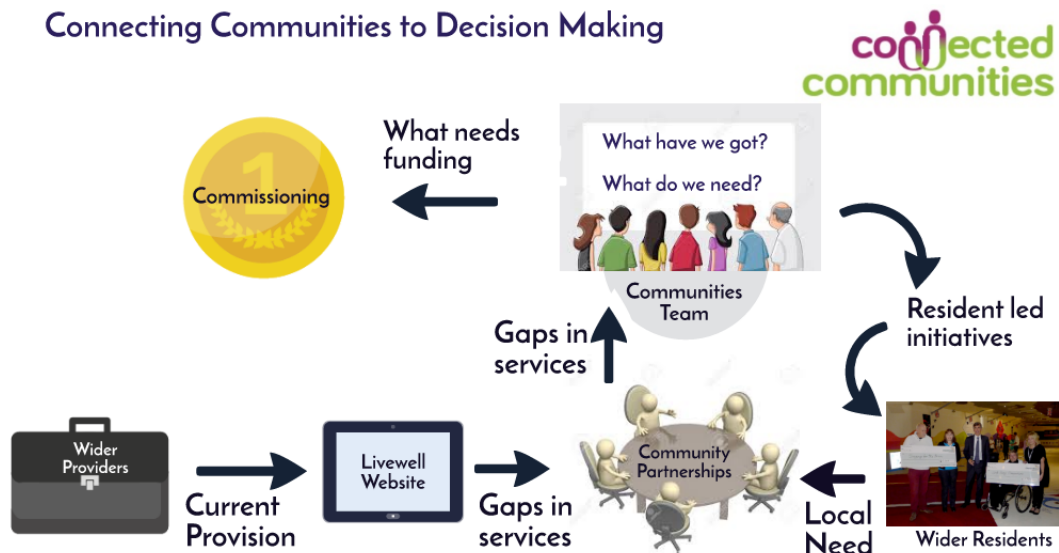 Connecting Communities to Decision Making
connected
communities
What needs
funding
What have we got?
What do we need?
Commissioning
Communities
Team
Resident led
initiatives
Gaps in
services
Wider
Providers
Livewell
Website
Community
Partnerships
Current
Provision
Gaps in
services
Local
Need
Wider Residents